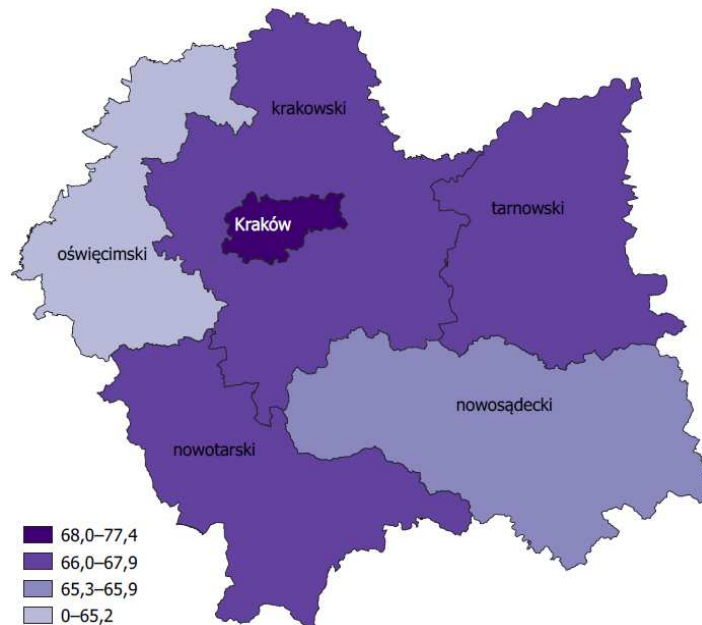 krakowski
tarnowski
Kraków
oświęcimski
nowosądecki
nowotarski
68,0–77,4
66,0–67,9
65,3–65,9
0–65,2